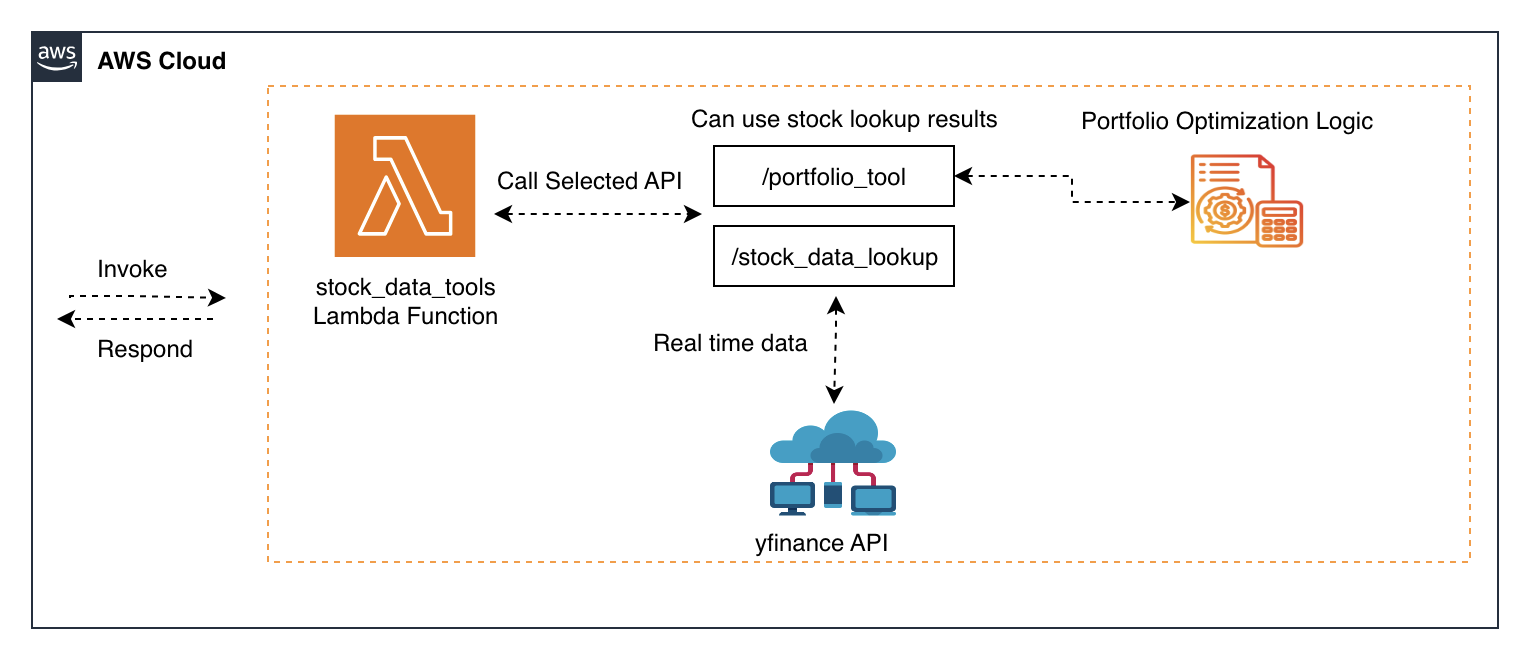 aws
AWS Cloud
Can use stock lookup results
Portfolio Optimization Logic
/portfolio_tool
Call Selected API
/stock_data_lookup
Invoke
stock_data_tools
Lambda Function
Respond
Real time data
$
yfinance API